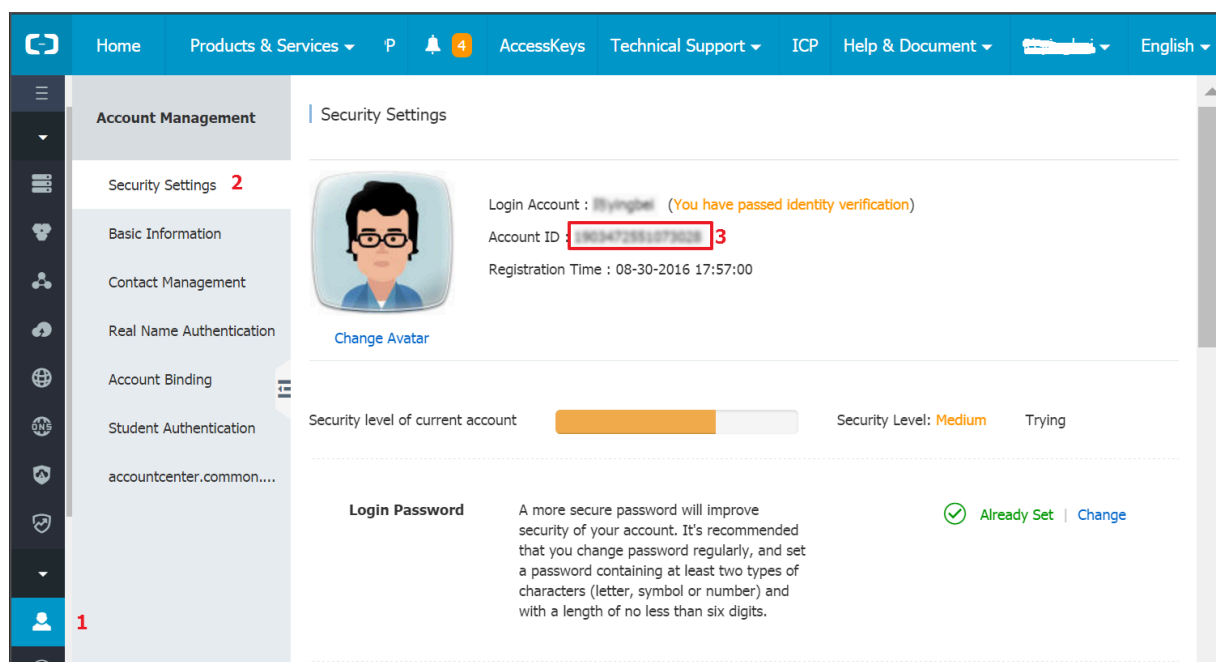 Home Products & Services 'P 4 AccessKeys Technical Support ICP Help & Document English
Account Management
Security Settings 2
Basic Information
Contact Management
Real Name Authentication
Account Binding
Student Authentication
accountcenter.common....
1
Security Settings
Login Account : (You have passed identity verification)
Account ID : 3
Registration Time : 08-30-2016 17:57:00
Change Avatar
Security level of current account Security Level: Medium Trying
Login Password
A more secure password will improve
security of your account. It's recommended
that you change password regularly, and set
a password containing at least two types of
characters (letter, symbol or number) and
with a length of no less than six digits.
Already Set | Change